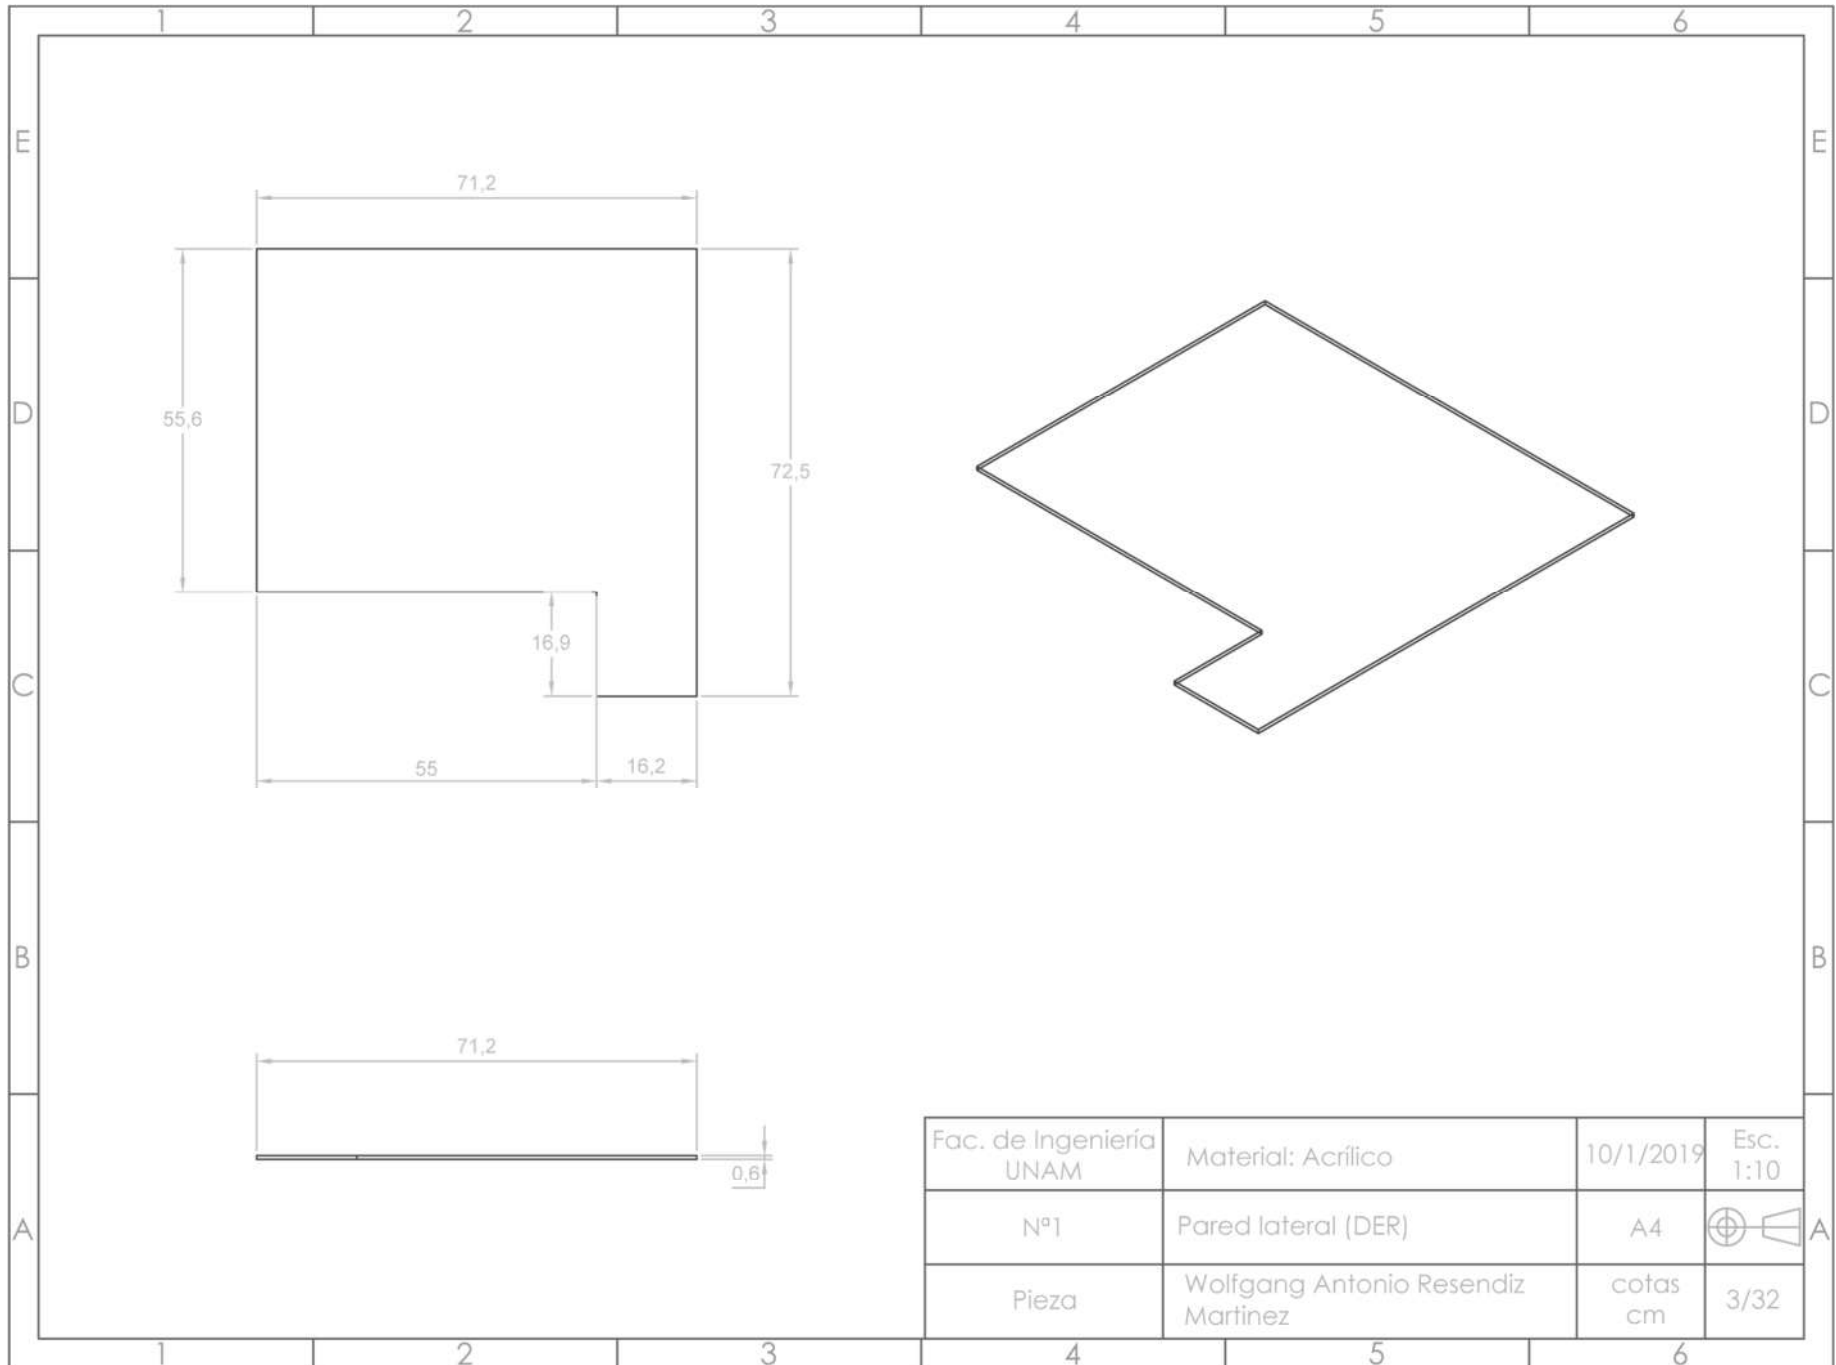 1 2 3 4 5 6
E E
71,2
D D
55,6
72,5
16,9
C C
55 16,2
B B
71,2
0,6
Fac. de Ingeniería
UNAM
Material: Acrílico
10/1/2019
Esc.
1:10
Nª1
Pared lateral (DER)
A4
A A
Pieza
Wolfgang Antonio Resendiz
Martinez
cotas
cm
3/32
1 2 3 4 5 6